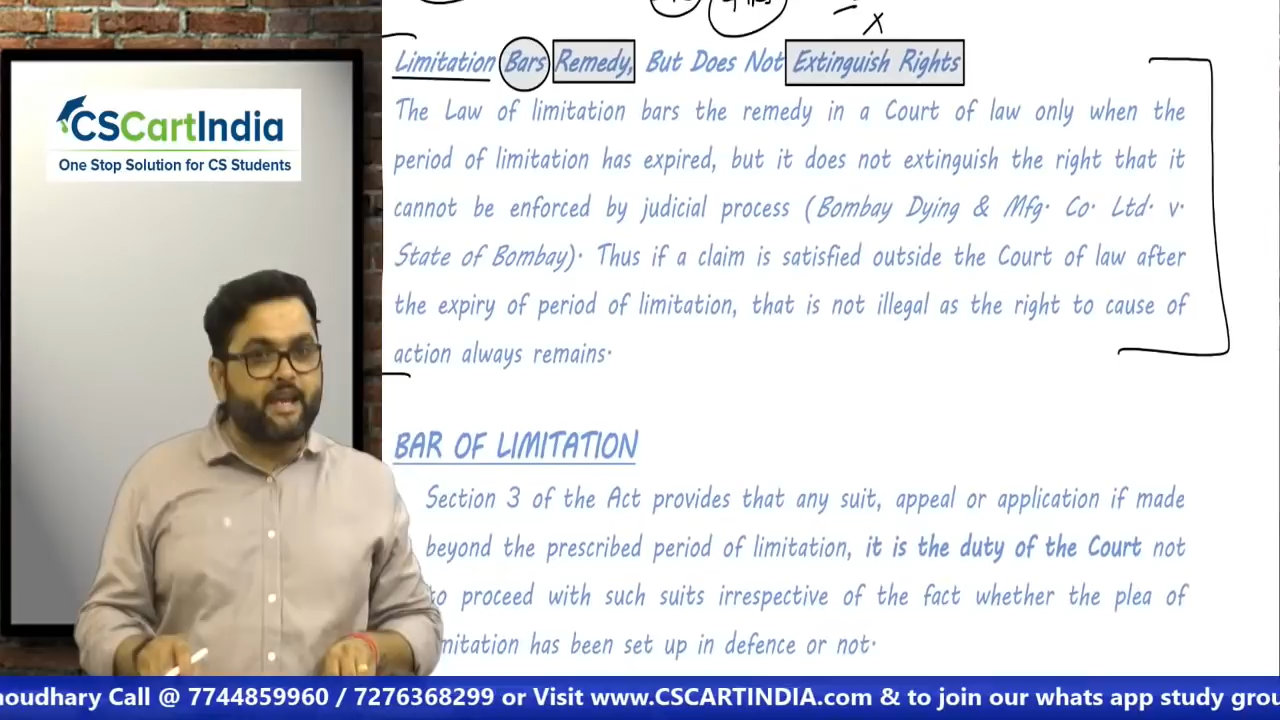 Limitation Bars Remedy, But Does Not Extinguish Rights
The Law of limitation bars the remedy in a Court of law only when the
period of limitation has expired, but it does not extinguish the right that it
cannot be enforced by judicial process (Bombay Dying & Mfg. Co. Ltd. v.
State of Bombay). Thus if a claim is satisfied outside the Court of law after
the expiry of period of limitation, that is not illegal as the right to cause of
action always remains.
BAR OF LIMITATION
Section 3 of the Act provides that any suit, appeal or application if made
beyond the prescribed period of limitation, it is the duty of the Court not
to proceed with such suits irrespective of the fact whether the plea of
mitation has been set up in defence or not.
CSCartIndia
One Stop Solution for CS Students
houdhary Call @ 7744859960 / 7276368299 or Visit www.CSCARTINDIA.com & to join our whats app study grou